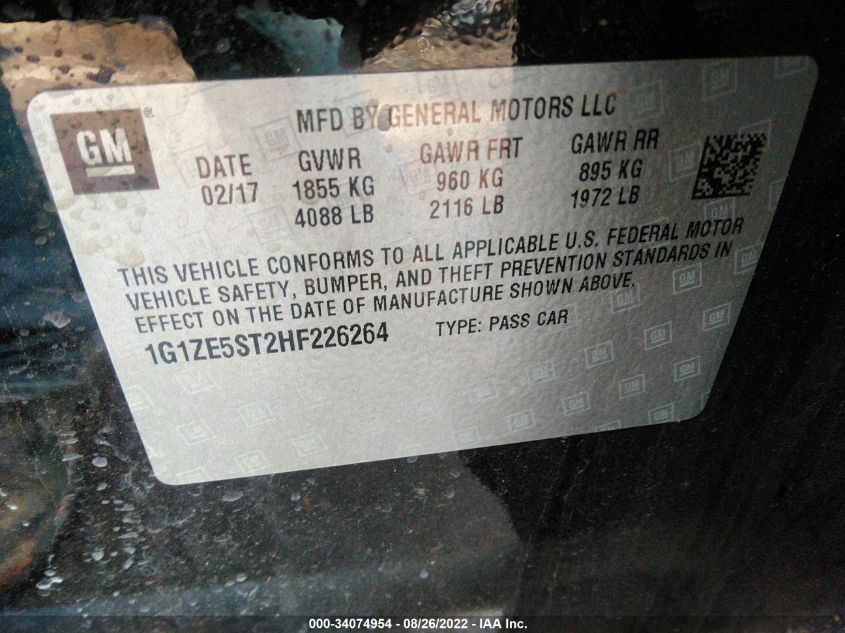 GM ®
MFD BY GENERAL MOTORS LLC
DATE GVWR GAWR FRT GAWR RR
02/17 1855 KG 960 KG 895 KG
4088 LB 2116 LB 1972 LB
THIS VEHICLE CONFORMS TO ALL APPLICABLE U.S. FEDERAL MOTOR
VEHICLE SAFETY, BUMPER, AND THEFT PREVENTION STANDARDS IN
EFFECT ON THE DATE OF MANUFACTURE SHOWN ABOVE.
1G1ZE5ST2HF226264 TYPE: PASS CAR
000-34074954 - 08/26/2022 - IAA Inc.